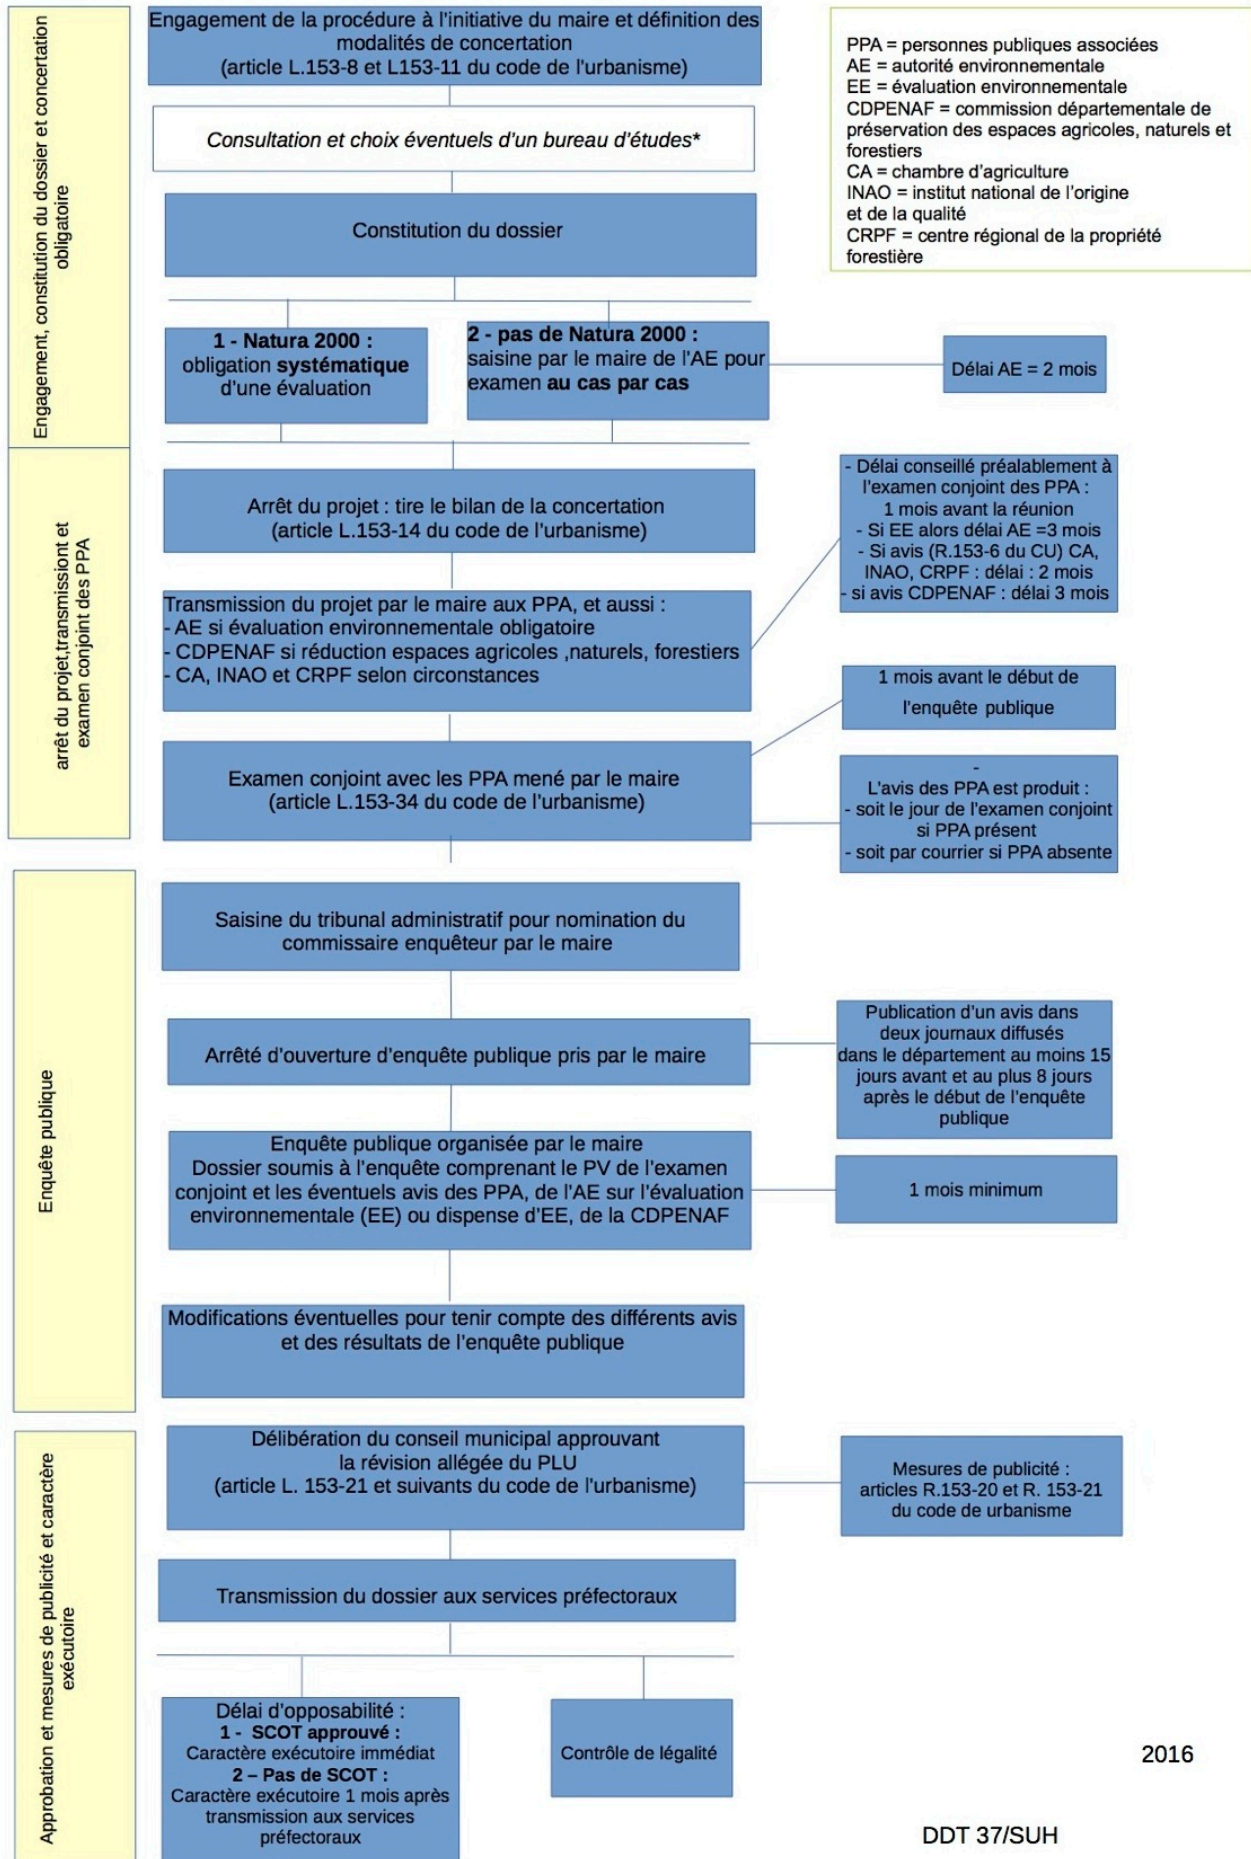 Engagement, constitution du dossier et concertation
obligatoire
Engagement de la procédure à l'initiative du maire et définition des
modalités de concertation
(article L.153-8 et L153-11 du code de l'urbanisme)
PPA = personnes publiques associées
AE = autorité environnementale
EE = évaluation environnementale
CDPENAF = commission départementale de
préservation des espaces agricoles, naturels et
forestiers
CA = chambre d'agriculture
INAO = institut national de l'origine
et de la qualité
CRPF = centre régional de la propriété
forestière
Consultation et choix éventuels d'un bureau d'études*
Constitution du dossier
1 - Natura 2000 :
obligation systématique
d'une évaluation
2 - pas de Natura 2000 :
saisine par le maire de l'AE pour
examen au cas par cas
Délai AE = 2 mois
arrêt du projet,transmissiont et
examen conjoint des PPA
Arrêt du projet : tire le bilan de la concertation
(article L.153-14 du code de l'urbanisme)
- Délai conseillé préalablement à
l'examen conjoint des PPA :
1 mois avant la réunion
- Si EE alors délai AE =3 mois
- Si avis (R.153-6 du CU) CA,
INAO, CRPF : délai : 2 mois
- si avis CDPENAF : délai 3 mois
Transmission du projet par le maire aux PPA, et aussi :
- AE si évaluation environnementale obligatoire
- CDPENAF si réduction espaces agricoles ,naturels, forestiers
- CA, INAO et CRPF selon circonstances
1 mois avant le début de
l'enquête publique
Examen conjoint avec les PPA mené par le maire
(article L.153-34 du code de l'urbanisme)
-
L'avis des PPA est produit :
- soit le jour de l'examen conjoint
si PPA présent
- soit par courrier si PPA absente
Enquête publique
Saisine du tribunal administratif pour nomination du
commissaire enquêteur par le maire
Arrêté d'ouverture d'enquête publique pris par le maire
Publication d'un avis dans
deux journaux diffusés
dans le département au moins 15
jours avant et au plus 8 jours
après le début de l'enquête
publique
Enquête publique organisée par le maire
Dossier soumis à l'enquête comprenant le PV de l'examen
conjoint et les éventuels avis des PPA, de l'AE sur l'évaluation
environnementale (EE) ou dispense d'EE, de la CDPENAF
1 mois minimum
Modifications éventuelles pour tenir compte des différents avis
et des résultats de l'enquête publique
Approbation et mesures de publicité et caractère
exécutoire
Délibération du conseil municipal approuvant
la révision allégée du PLU
(article L. 153-21 et suivants du code de l'urbanisme)
Mesures de publicité :
articles R.153-20 et R. 153-21
du code de urbanisme
Transmission du dossier aux services préfectoraux
Délai d'opposabilité :
1 - SCOT approuvé :
Caractère exécutoire immédiat
2 – Pas de SCOT :
Caractère exécutoire 1 mois après
transmission aux services
préfectoraux
Contrôle de légalité
2016
DDT 37/SUH